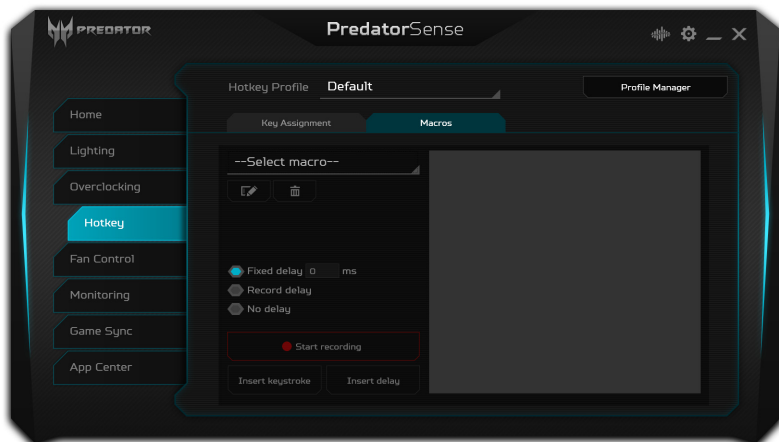 PREDATOR
PredatorSense
Hotkey Profile Default
Profile Manager
Key Assignment
Macros
Home
Lighting
Overclocking
Hotkey
Fan Control
Monitoring
Game Sync
App Center
--Select macro--
Fixed delay 0 ms
Record delay
No delay
Start recording
Insert keystroke
Insert delay